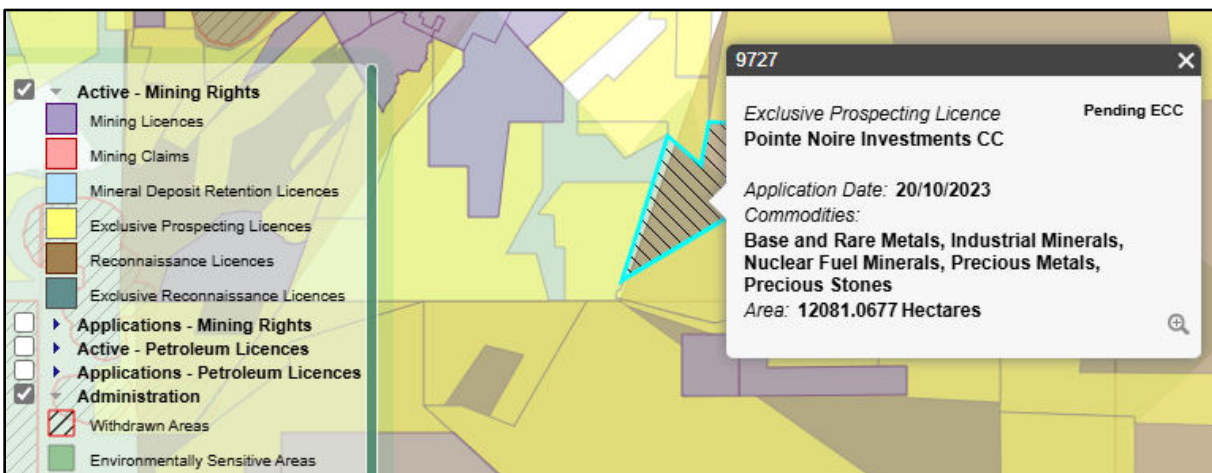 Active - Mining Rights
Mining Licences
Mining Claims
Mineral Deposit Retention Licences
Exclusive Prospecting Licences
Reconnaissance Licences
Exclusive Reconnaissance Licences
Applications - Mining Rights
Active - Petroleum Licences
Applications - Petroleum Licences
Administration
Withdrawn Areas
Environmentally Sensitive Areas
9727
Exclusive Prospecting Licence Pending ECC
Pointe Noire Investments CC
Application Date: 20/10/2023
Commodities:
Base and Rare Metals, Industrial Minerals,
Nuclear Fuel Minerals, Precious Metals,
Precious Stones
Area: 12081.0677 Hectares